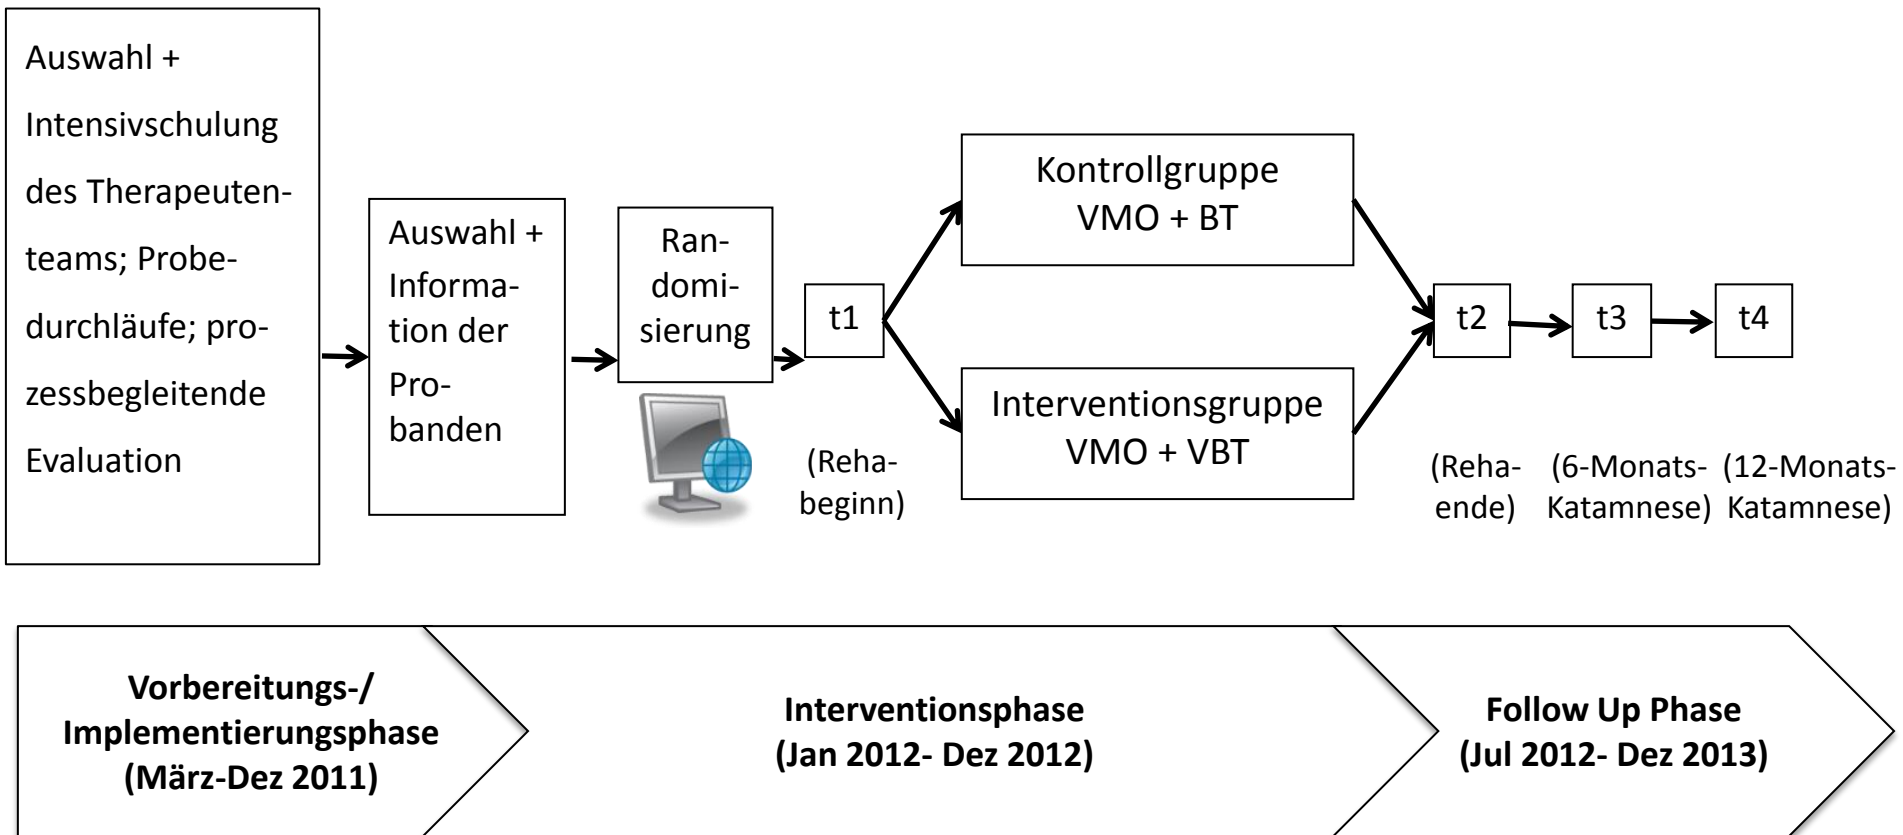 Auswahl +
Intensivschulung
des Therapeuten-
teams; Probe-
durchläufe; pro-
zessbegleitende
Evaluation
Auswahl +
Informa-
tion der
Pro-
banden
Ran-
domi-
sierung
t1
(Reha-
beginn)
Kontrollgruppe
VMO + BT
Interventionsgruppe
VMO + VBT
t2
(Reha-
ende)
t3
(6-Monats-
Katamnese)
t4
(12-Monats-
Katamnese)
Vorbereitungs-/
Implementierungsphase
(März-Dez 2011)
Interventionsphase
(Jan 2012- Dez 2012)
Follow Up Phase
(Jul 2012- Dez 2013)